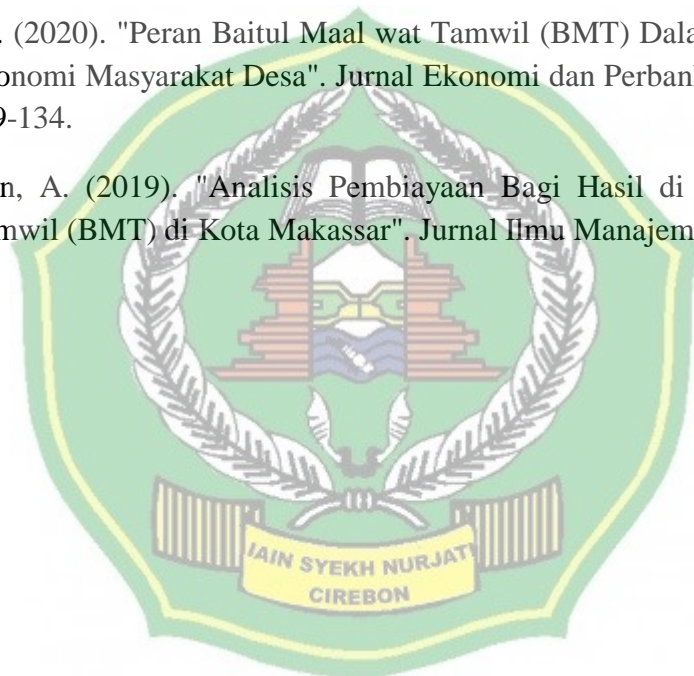 . (2020). "Peran Baitul Maal wat Tamwil (BMT) Dala
onomi Masyarakat Desa". Jurnal Ekonomi dan Perbank
9-134.
n, A. (2019). "Analisis Pembiayaan Bagi Hasil di
mwil (BMT) di Kota Makassar". Jurnal Ilmu Manajem
IAIN SYEKH NURJATI
CIREBON